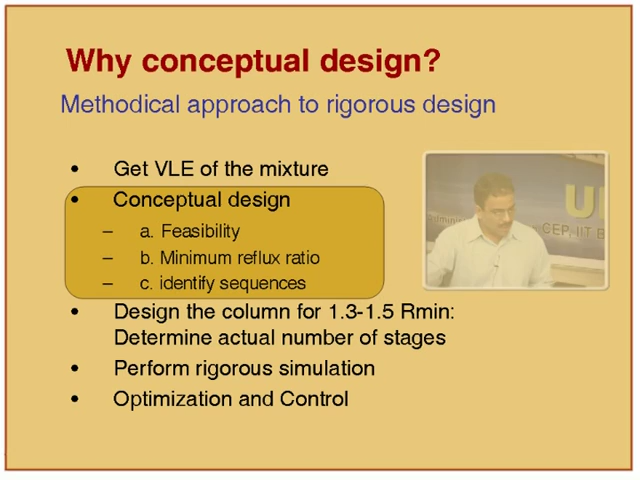 Why conceptual design?
Methodical approach to rigorous design
• Get VLE of the mixture
• Conceptual design
– a. Feasibility
– b. Minimum reflux ratio
– c. identify sequences
• Design the column for 1.3-1.5 Rmin:
Determine actual number of stages
• Perform rigorous simulation
• Optimization and Control
U
CEP, IIT B